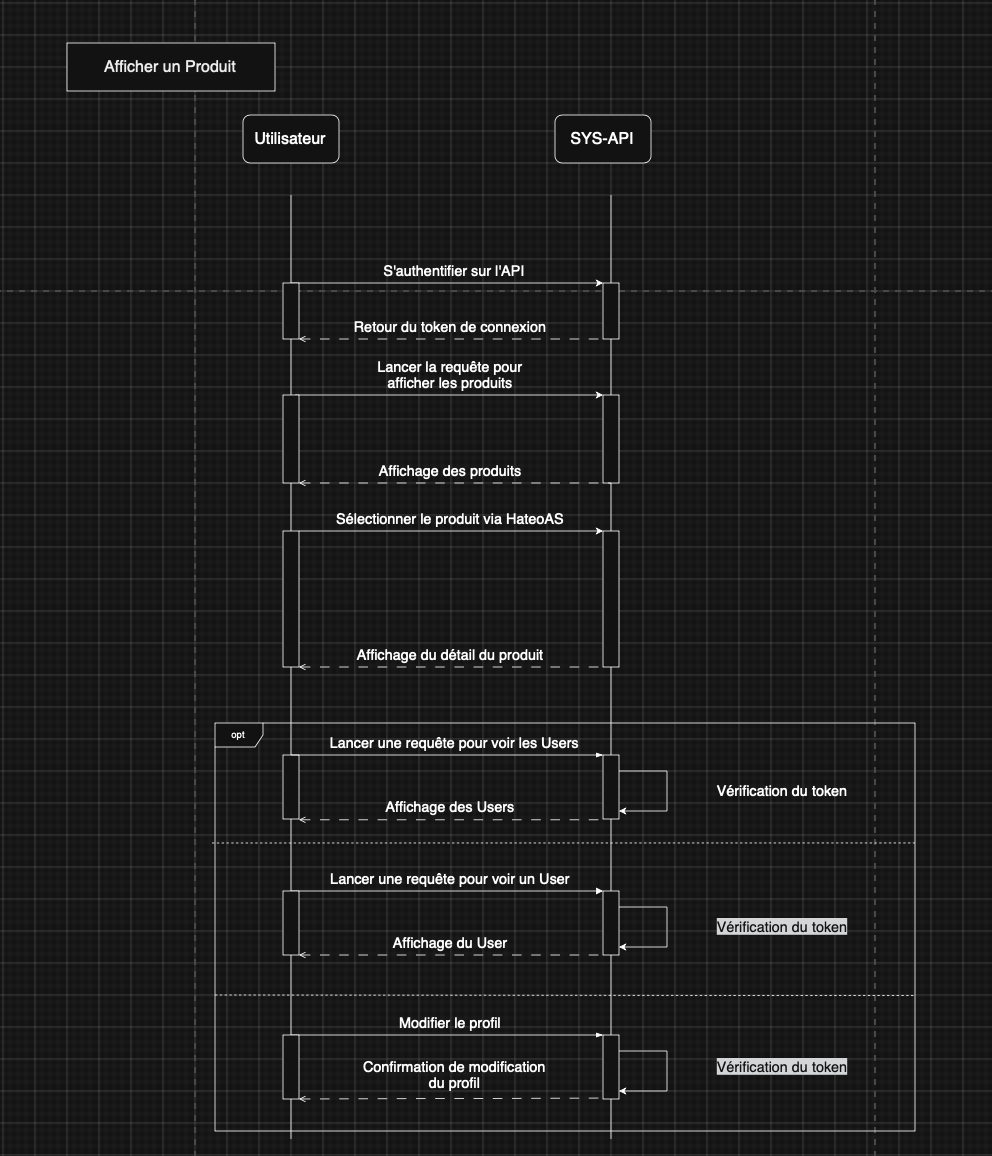 Afficher un Produit
Utilisateur
SYS-API
S'authentifier sur l'API
Retour du token de connexion
Lancer la requête pour
afficher les produits
Affichage des produits
Sélectionner le produit via HateoAS
Affichage du détail du produit
opt
Lancer une requête pour voir les Users
Vérification du token
Affichage des Users
Lancer une requête pour voir un User
Vérification du token
Affichage du User
Modifier le profil
Confirmation de modification
du profil
Vérification du token